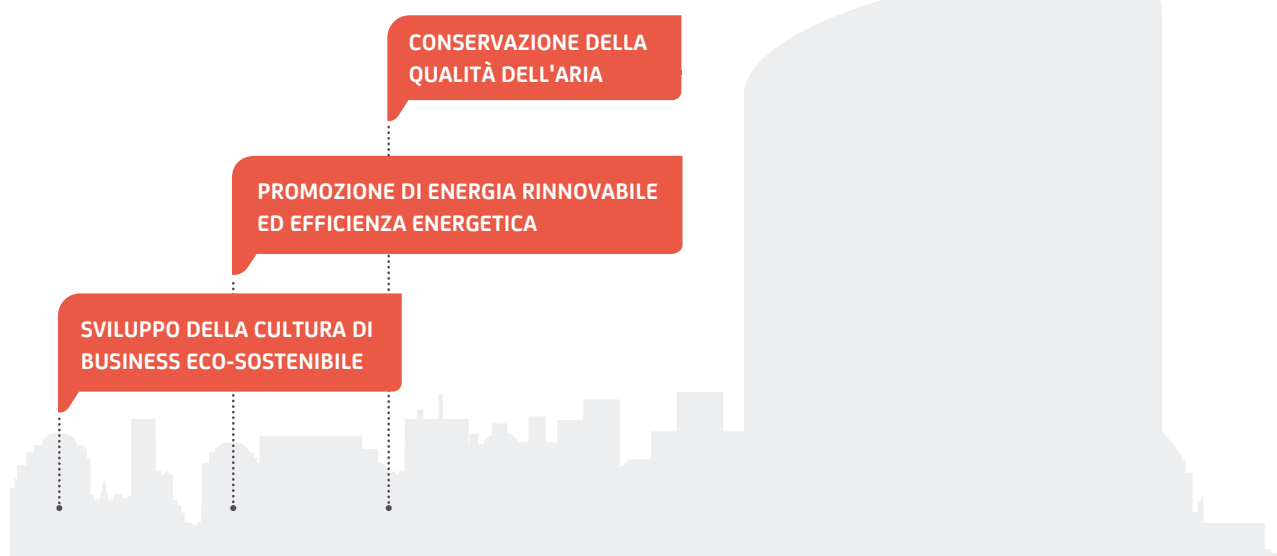 CONSERVAZIONE DELLA
QUALITÀ DELL'ARIA
PROMOZIONE DI ENERGIA RINNOVABILE
ED EFFICIENZA ENERGETICA
SVILUPPO DELLA CULTURA DI
BUSINESS ECO-SOSTENIBILE